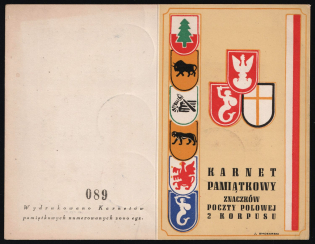 089
Wydrukowano Karnetów
pamiątkowych numerowanych 2000 egz.
KARNET
PAMIĄTKOWY
ZNACZKÓW
POCZTY POLOWEJ
2 KORPUSU